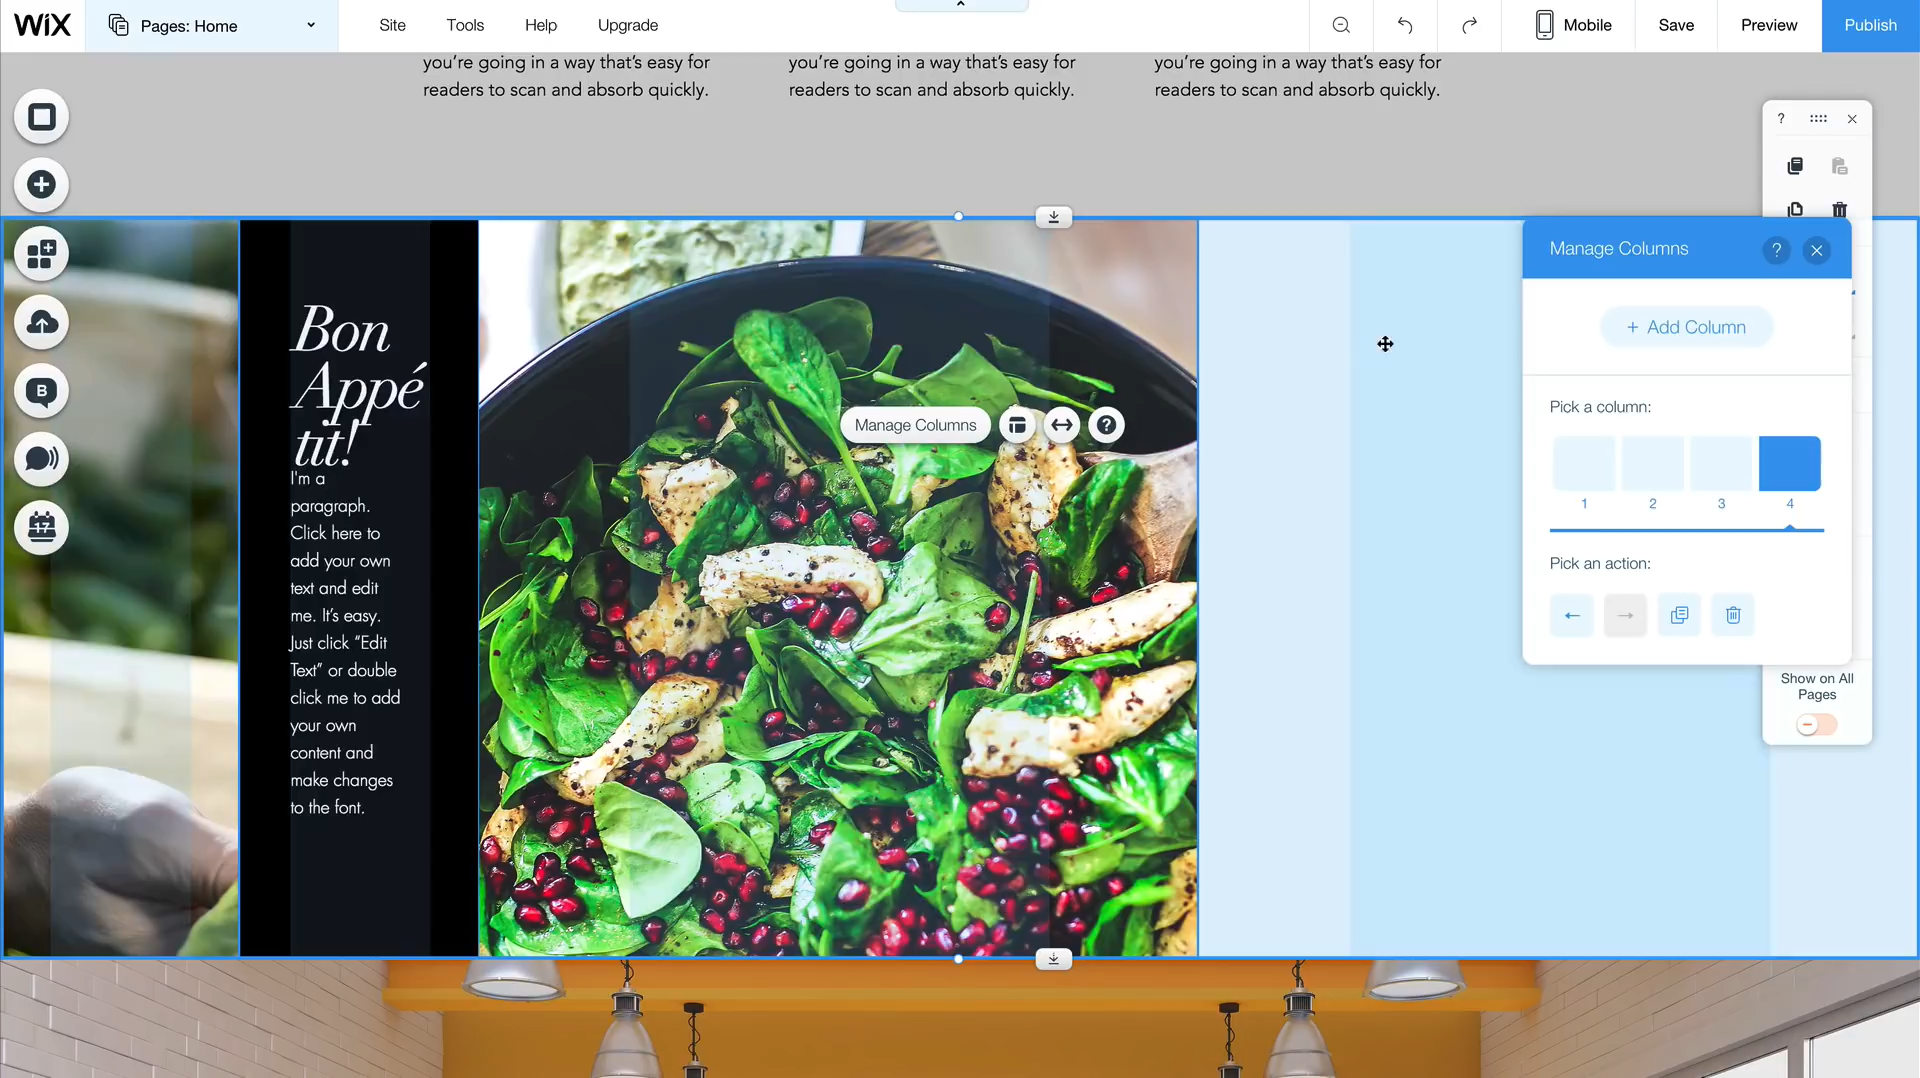 WIX
Pages: Home
Site
Tools
Help
Upgrade
Mobile
Save
Preview
Publish
you’re going in a way that’s easy for
readers to scan and absorb quickly.
you’re going in a way that’s easy for
readers to scan and absorb quickly.
you’re going in a way that’s easy for
readers to scan and absorb quickly.
?
Manage Columns
?
+ Add Column
Pick a column:
1
2
3
4
Pick an action:
Show on All
Pages
Bon
Appé
tit!
I'm a
paragraph.
Click here to
add your own
text and edit
me. It’s easy.
Just click “Edit
Text” or double
click me to add
your own
content and
make changes
to the font.
Manage Columns
?
B
17